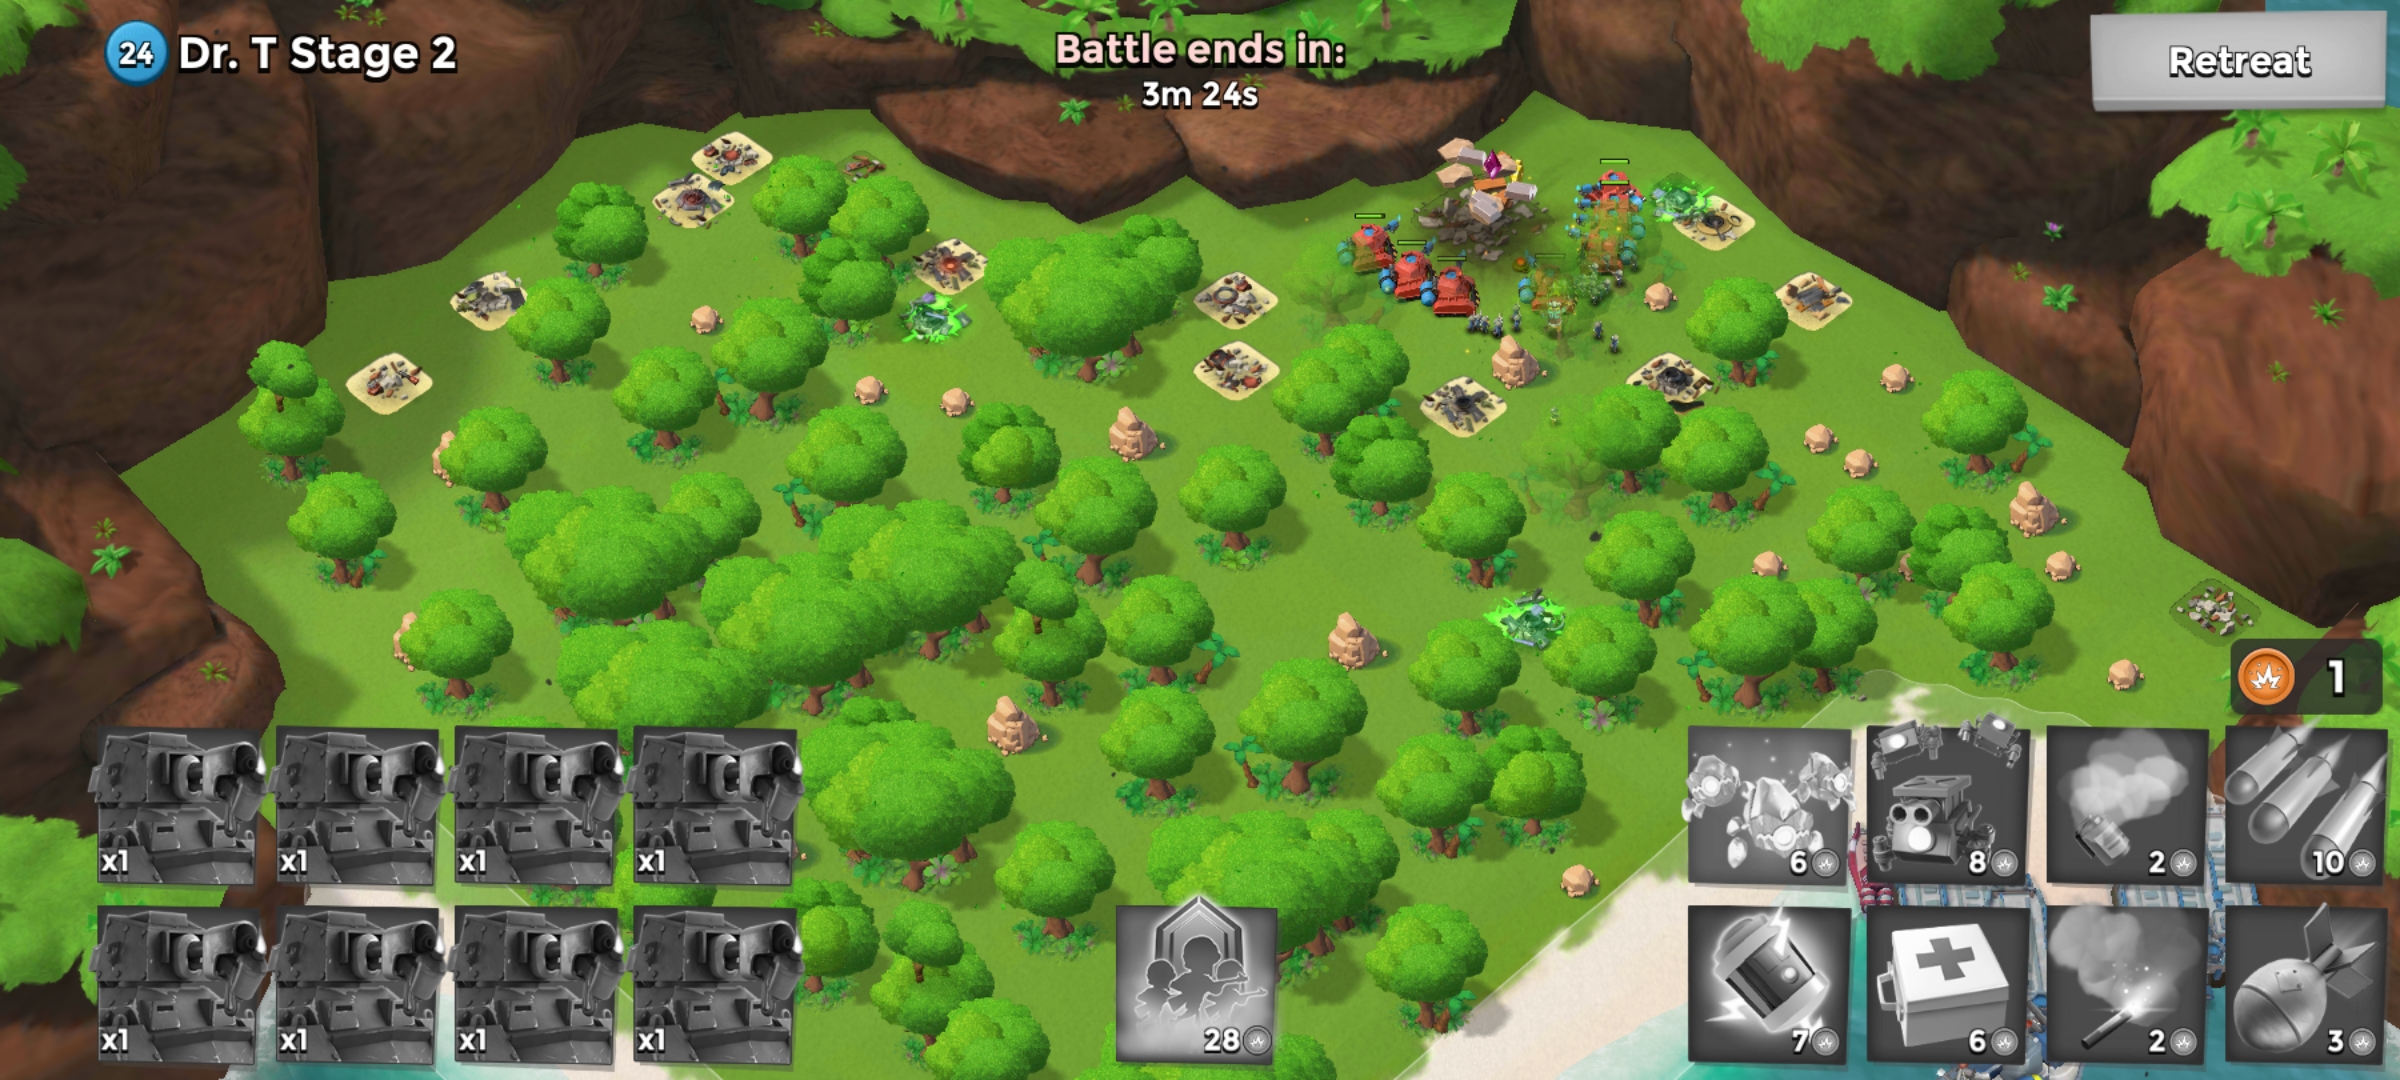 24 Dr. T Stage 2
Battle ends in:
3m 24s
Retreat
1
x1 x1 x1 x1
6 8 2 10
x1 x1 x1 x1
28
7 6 2 3